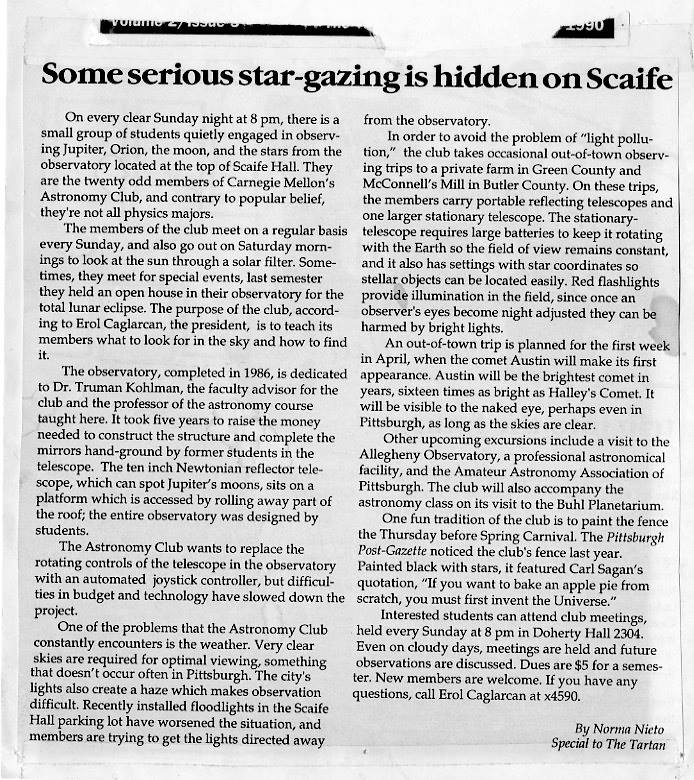 Volume 2, Issue
1990
Some serious star-gazing is hidden on Scaife
On every clear Sunday night at 8 pm, there is a
small group of students quietly engaged in observ-
ing Jupiter, Orion, the moon, and the stars from the
observatory located at the top of Scaife Hall. They
are the twenty odd members of Carnegie Mellon's
Astronomy Club, and contrary to popular belief,
they're not all physics majors.
The members of the club meet on a regular basis
every Sunday, and also go out on Saturday morn-
ings to look at the sun through a solar filter. Some-
times, they meet for special events, last semester
they held an open house in their observatory for the
total lunar eclipse. The purpose of the club, accord-
ing to Erol Caglarcan, the president, is to teach its
members what to look for in the sky and how to find
it.
The observatory, completed in 1986, is dedicated
to Dr. Truman Kohlman, the faculty advisor for the
club and the professor of the astronomy course
taught here. It took five years to raise the money
needed to construct the structure and complete the
mirrors hand-ground by former students in the
telescope. The ten inch Newtonian reflector tele-
scope, which can spot Jupiter's moons, sits on a
platform which is accessed by rolling away part of
the roof; the entire observatory was designed by
students.
The Astronomy Club wants to replace the
rotating controls of the telescope in the observatory
with an automated joystick controller, but difficul-
ties in budget and technology have slowed down the
project.
One of the problems that the Astronomy Club
constantly encounters is the weather. Very clear
skies are required for optimal viewing, something
that doesn't occur often in Pittsburgh. The city's
lights also create a haze which makes observation
difficult. Recently installed floodlights in the Scaife
Hall parking lot have worsened the situation, and
members are trying to get the lights directed away
from the observatory.
In order to avoid the problem of "light pollu-
tion," the club takes occasional out-of-town observ-
ing trips to a private farm in Green County and
McConnell's Mill in Butler County. On these trips,
the members carry portable reflecting telescopes and
one larger stationary telescope. The stationary-
telescope requires large batteries to keep it rotating
with the Earth so the field of view remains constant,
and it also has settings with star coordinates so
stellar objects can be located easily. Red flashlights
provide illumination in the field, since once an
observer's eyes become night adjusted they can be
harmed by bright lights.
An out-of-town trip is planned for the first week
in April, when the comet Austin will make its first
appearance. Austin will be the brightest comet in
years, sixteen times as bright as Halley's Comet. It
will be visible to the naked eye, perhaps even in
Pittsburgh, as long as the skies are clear.
Other upcoming excursions include a visit to the
Allegheny Observatory, a professional astronomical
facility, and the Amateur Astronomy Association of
Pittsburgh. The club will also accompany the
astronomy class on its visit to the Buhl Planetarium.
One fun tradition of the club is to paint the fence
the Thursday before Spring Carnival. The Pittsburgh
Post-Gazette noticed the club's fence last year.
Painted black with stars, it featured Carl Sagan's
quotation, "If you want to bake an apple pie from
scratch, you must first invent the Universe."
Interested students can attend club meetings,
held every Sunday at 8 pm in Doherty Hall 2304.
Even on cloudy days, meetings are held and future
observations are discussed. Dues are $5 for a semes-
ter. New members are welcome. If you have any
questions, call Erol Caglarcan at x4590.
By Norma Nieto
Special to The Tartan